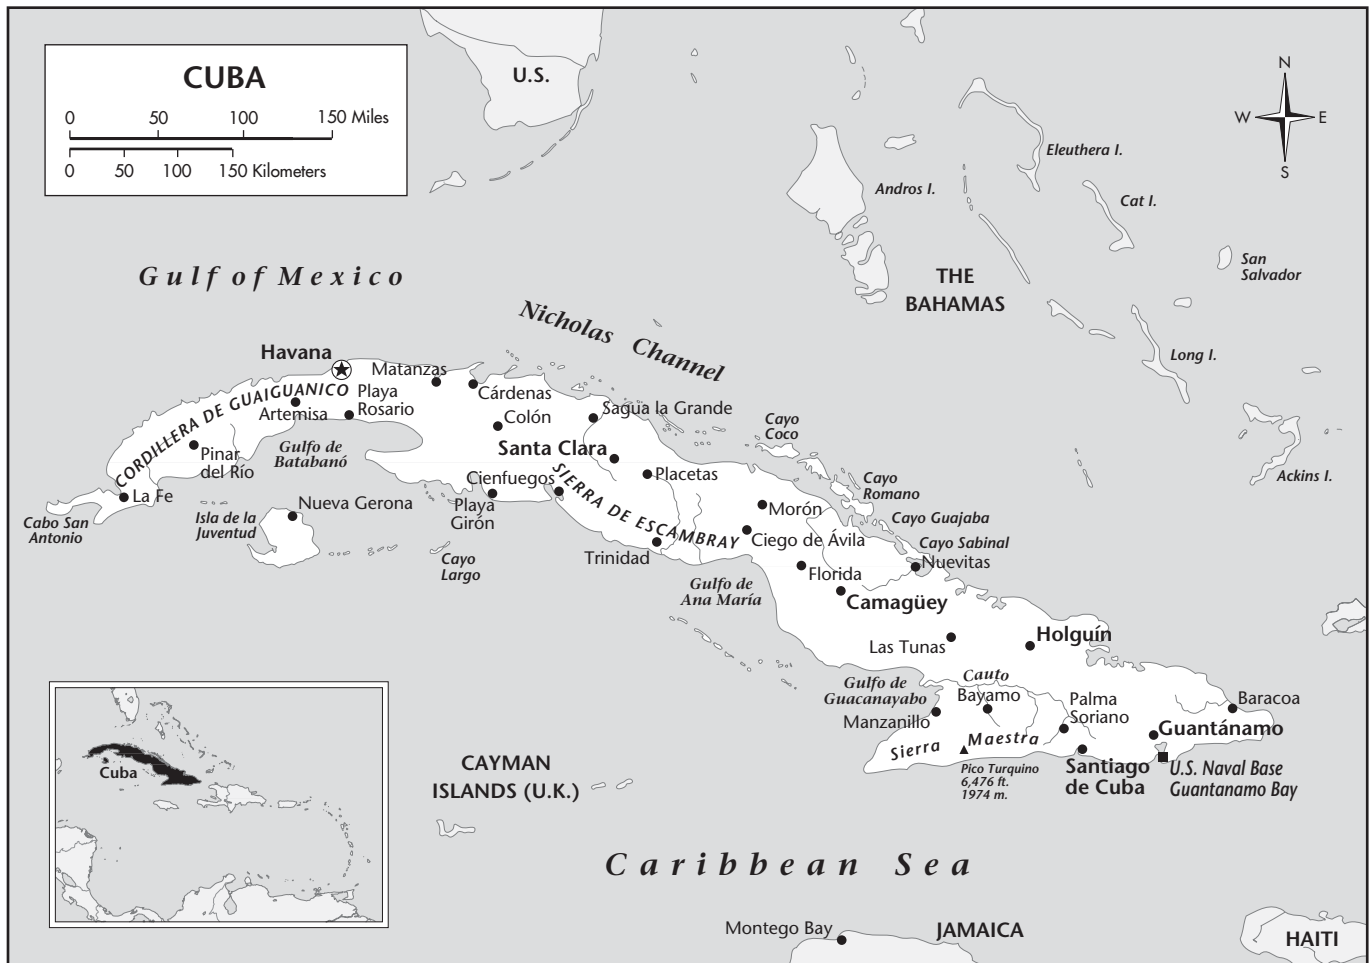 CUBA
0 50 100 150 Miles
0 50 100 150 Kilometers
U.S.
N
W E
S
Eleuthera I.
Andros I.
Cat I.
San
Salvador
THE
BAHAMAS
Gulf of Mexico
Nicholas Channel
Long I.
Ackins I.
Havana
Matanzas
CORDILLERA DE GUAIGUANICO
Playa
Rosario
Artemisa
Cárdenas
Colón
Sagua la Grande
Cayo
Coco
Gulfo de
Batabanó
Santa Clara
Pinar
del Río
Placetas
Cienfuegos
SIERRA DE ESCAMBRAY
Cayo
Romano
La Fe
Nueva Gerona
Playa
Girón
Morón
Cayo Guajaba
Cabo San
Antonio
Isla de la
Juventud
Ciego de Ávila
Cayo Sabinal
Cayo
Largo
Trinidad
Nuevitas
Florida
Gulfo de
Ana María
Camagüey
Holguín
Las Tunas
Cauto
Gulfo de
Guacanayabo
Bayamo
Palma
Soriano
Baracoa
Manzanillo
Guantánamo
Sierra Maestra
Pico Turquino
6,476 ft.
1974 m.
Santiago
de Cuba
U.S. Naval Base
Guantanamo Bay
Cuba
CAYMAN
ISLANDS (U.K.)
Caribbean Sea
Montego Bay
JAMAICA
HAITI